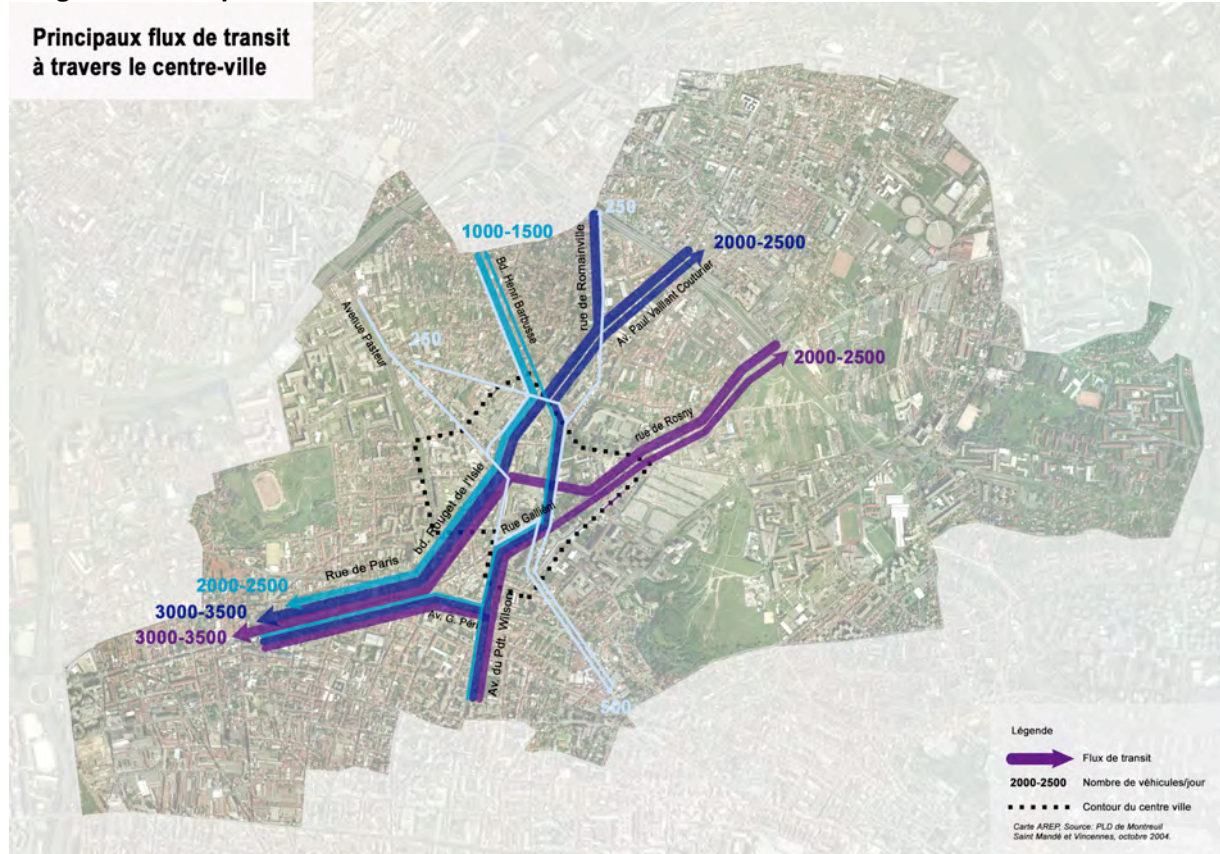 Principaux flux de transit
à travers le centre-ville
250
1000-1500
2000-2500
Bd. Henri Barbusse
rue de Romainville
Av. Paul Vaillant Couturier
Avenue Pasteur
250
2000-2500
rue de Rosny
bd. Rouget de l'Isle
Rue Galliéni
Rue de Paris
2000-2500
3000-3500
3000-3500
Av. G. Péri
Av. du Pdt. Wilson
500
Légende
Flux de transit
2000-2500 Nombre de véhicules/jour
Contour du centre ville
Carte AREP, Source: PLD de Montreuil
Saint Mandé et Vincennes, octobre 2004.